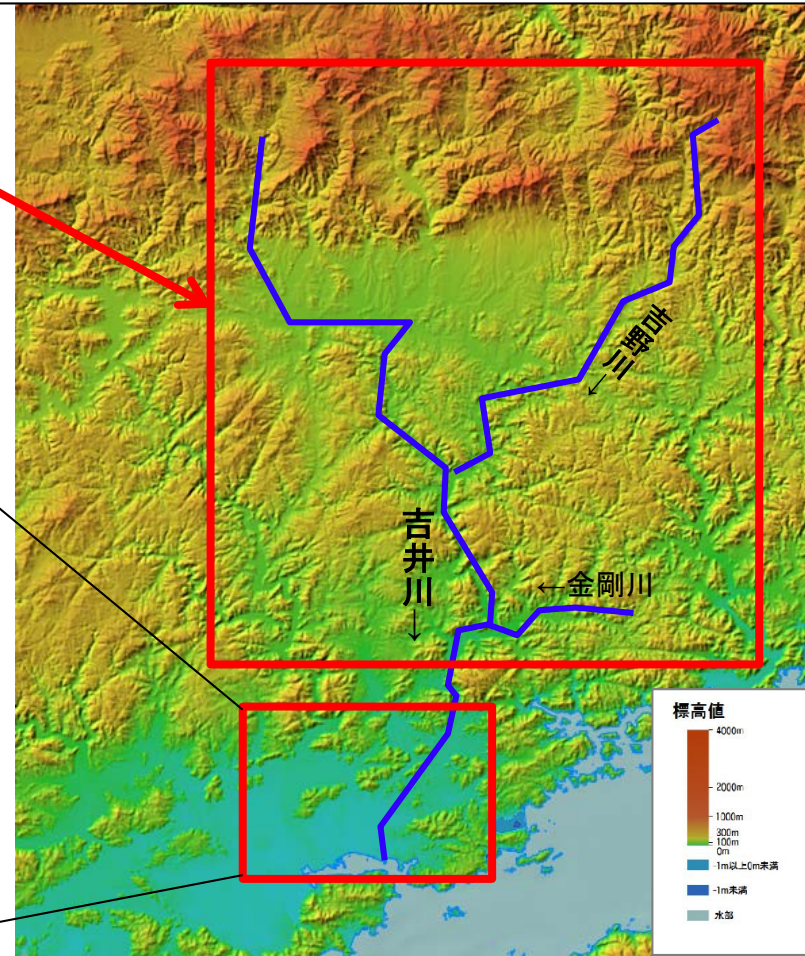 吉野川
↓
吉井川
↓
←金剛川
標高値
4000m
2000m
1000m
300m
100m
0m
-1m以上0m未満
-1m未満
水部